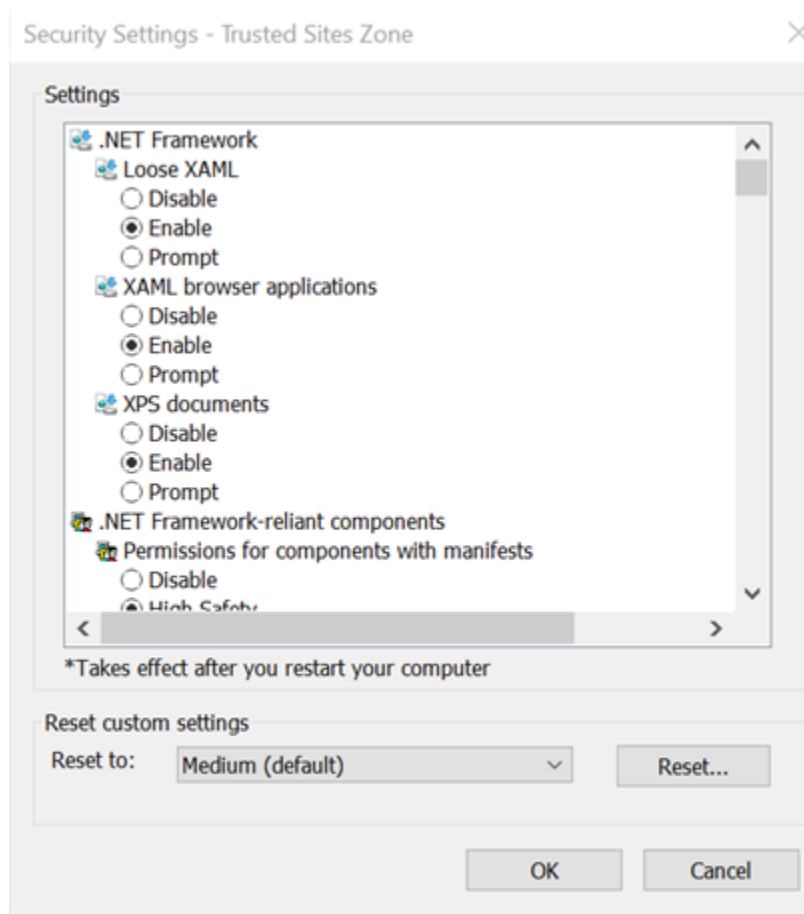 Security Settings - Trusted Sites Zone
Settings
.NET Framework
Loose XAML
Disable
Enable
Prompt
XAML browser applications
Disable
Enable
Prompt
XPS documents
Disable
Enable
Prompt
.NET Framework-reliant components
Permissions for components with manifests
Disable
High Safety
*Takes effect after you restart your computer
Reset custom settings
Reset to:
Medium (default)
Reset...
OK
Cancel